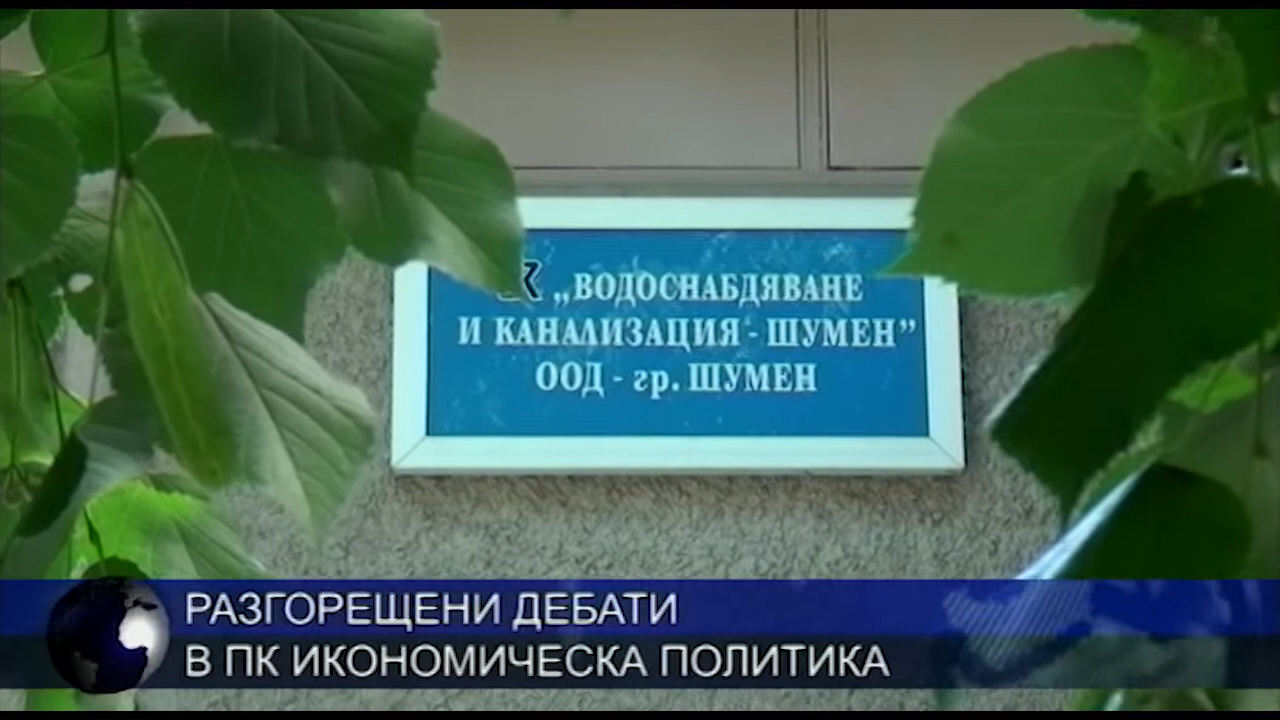 „ВОДОСНАБДЯВАНЕ
И КАНАЛИЗАЦИЯ - ШУМЕН”
ООД - гр. ШУМЕН
РАЗГОРЕЩЕНИ ДЕБАТИ
В ПК ИКОНОМИЧЕСКА ПОЛИТИКА